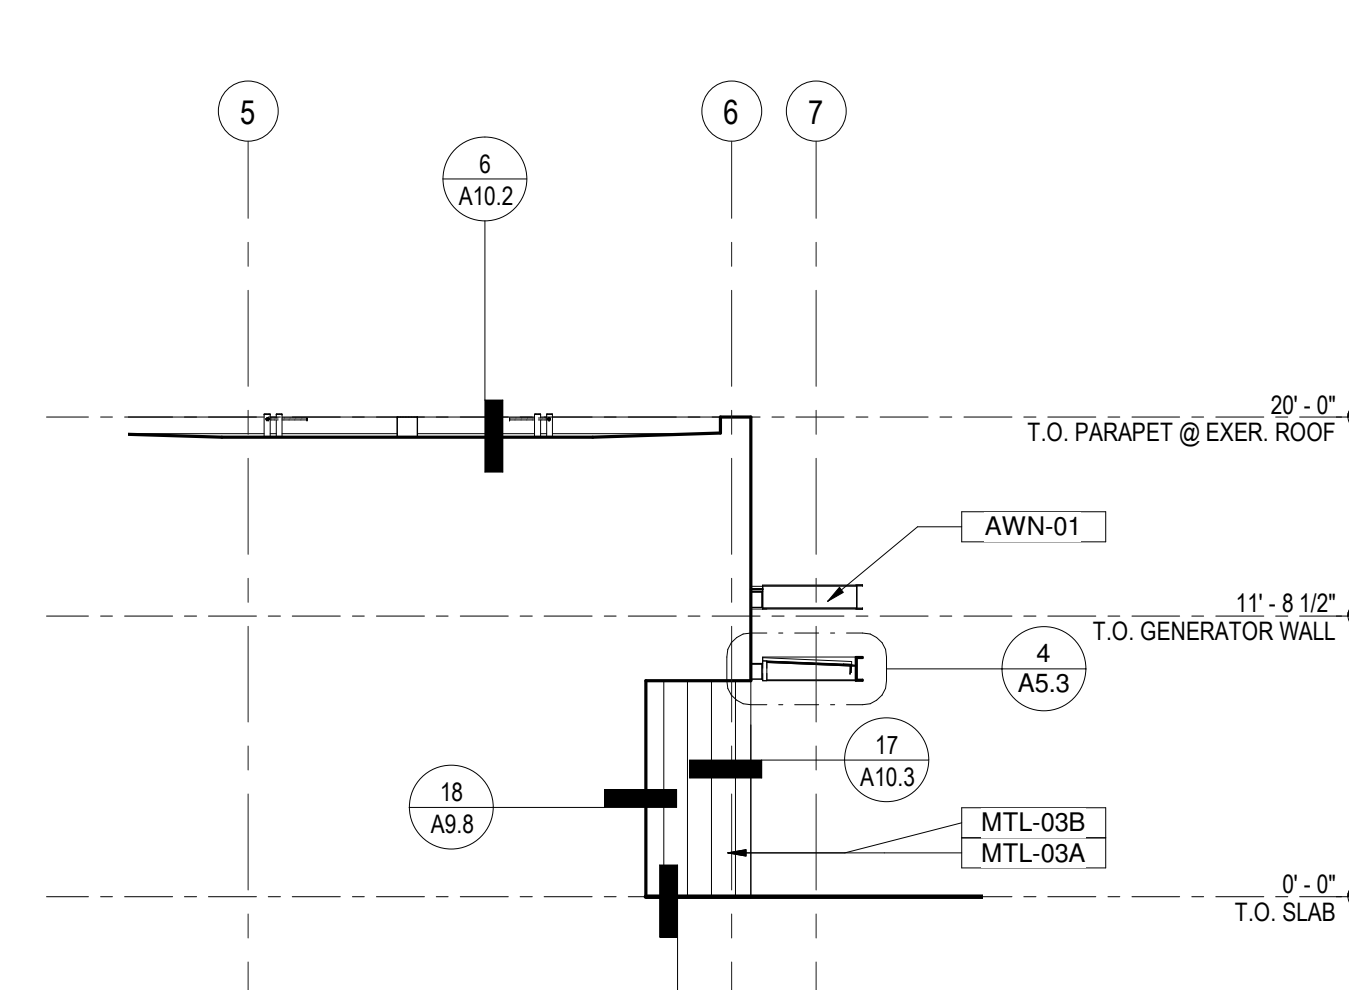 5
6
7
6
A10.2
20' - 0"
T.O. PARAPET @ EXER. ROOF
AWN-01
11' - 8 1/2"
T.O. GENERATOR WALL
4
A5.3
17
A10.3
18
A9.8
MTL-03B
MTL-03A
0' - 0"
T.O. SLAB